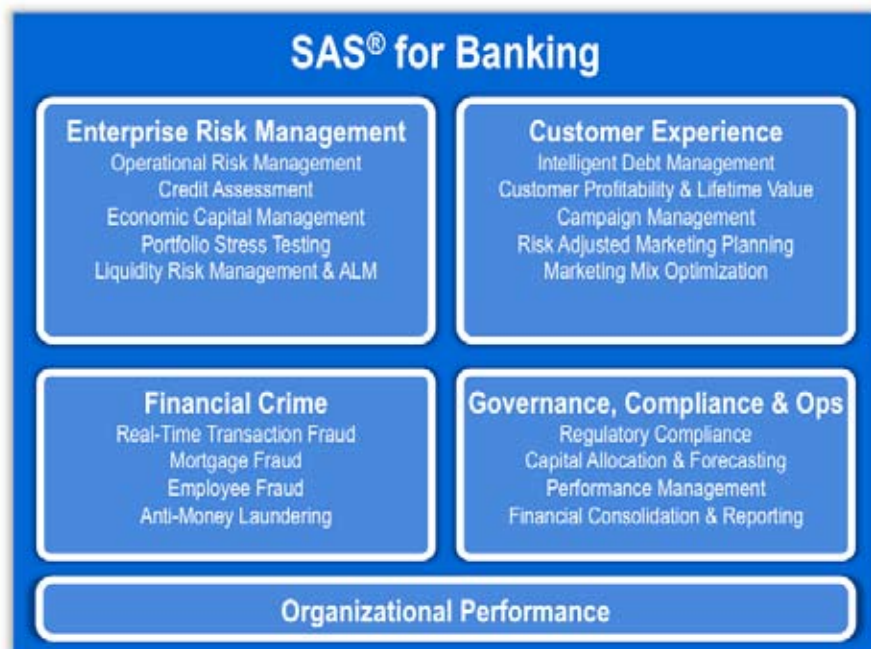 SAS® for Banking
Enterprise Risk Management
Operational Risk Management
Credit Assessment
Economic Capital Management
Portfolio Stress Testing
Liquidity Risk Management & ALM
Customer Experience
Intelligent Debt Management
Customer Profitability & Lifetime Value
Campaign Management
Risk Adjusted Marketing Planning
Marketing Mix Optimization
Financial Crime
Real-Time Transaction Fraud
Mortgage Fraud
Employee Fraud
Anti-Money Laundering
Governance, Compliance & Ops
Regulatory Compliance
Capital Allocation & Forecasting
Performance Management
Financial Consolidation & Reporting
Organizational Performance